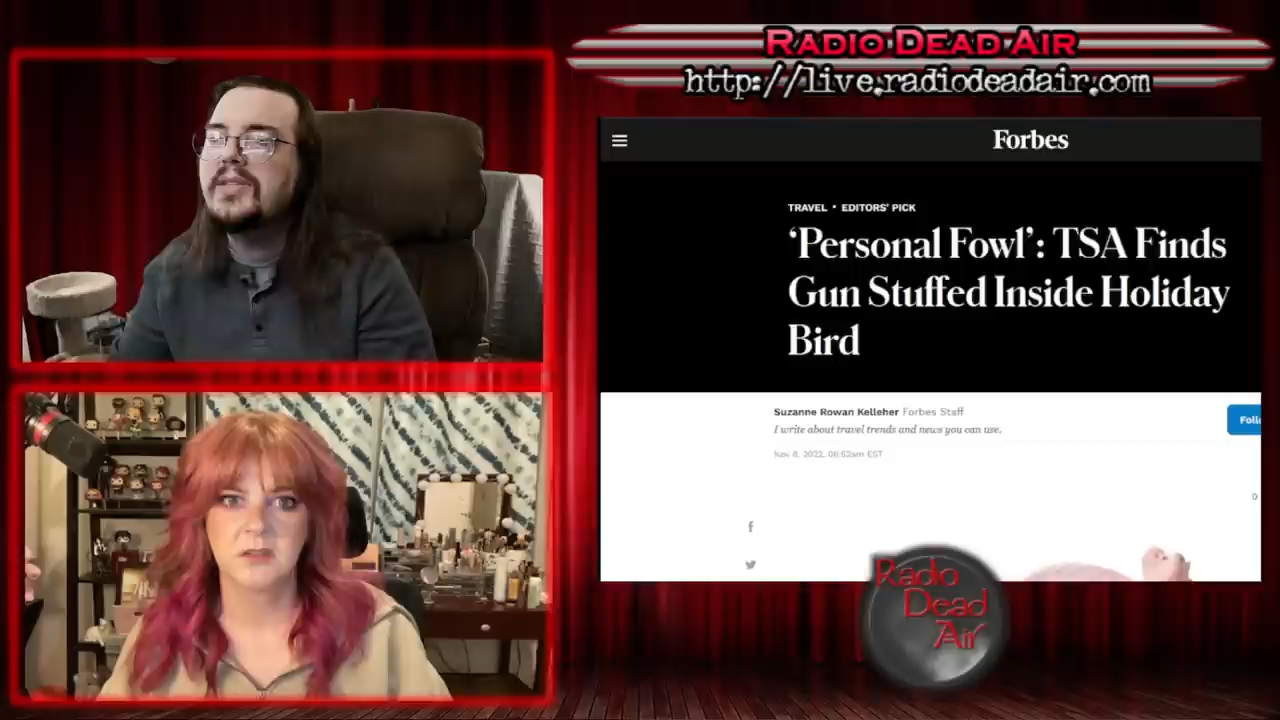 Radio Dead Air
http://live.radiodeadair.com
Forbes
TRAVEL • EDITORS' PICK
‘Personal Fowl’: TSA Finds
Gun Stuffed Inside Holiday
Bird
Suzanne Rowan Kelleher Forbes Staff
I write about travel trends and news you can use.
Nov 8, 2022, 06:52am EST
Radio
Dead
Air